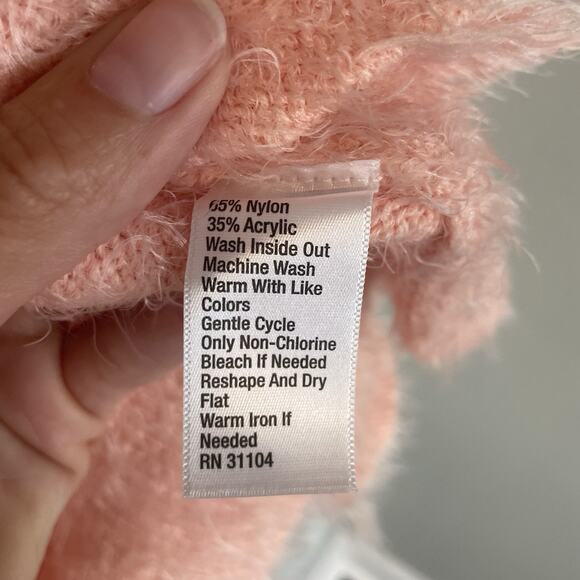 65% Nylon
35% Acrylic
Wash Inside Out
Machine Wash
Warm With Like
Colors
Gentle Cycle
Only Non-Chlorine
Bleach If Needed
Reshape And Dry
Flat
Warm Iron If
Needed
RN 31104